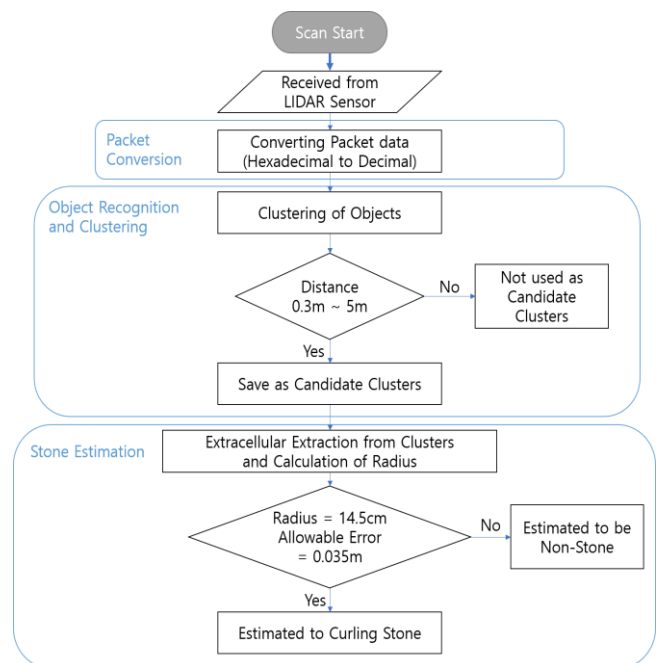 Scan Start
Received from
LIDAR Sensor
Packet
Conversion
Converting Packet data
(Hexadecimal to Decimal)
Object Recognition
and Clustering
Clustering of Objects
Distance
0.3m ~ 5m
No
Not used as
Candidate
Clusters
Yes
Save as Candidate Clusters
Stone Estimation
Extracellular Extraction from Clusters
and Calculation of Radius
Radius = 14.5cm
Allowable Error
= 0.035m
No
Estimated to be
Non-Stone
Yes
Estimated to Curling Stone